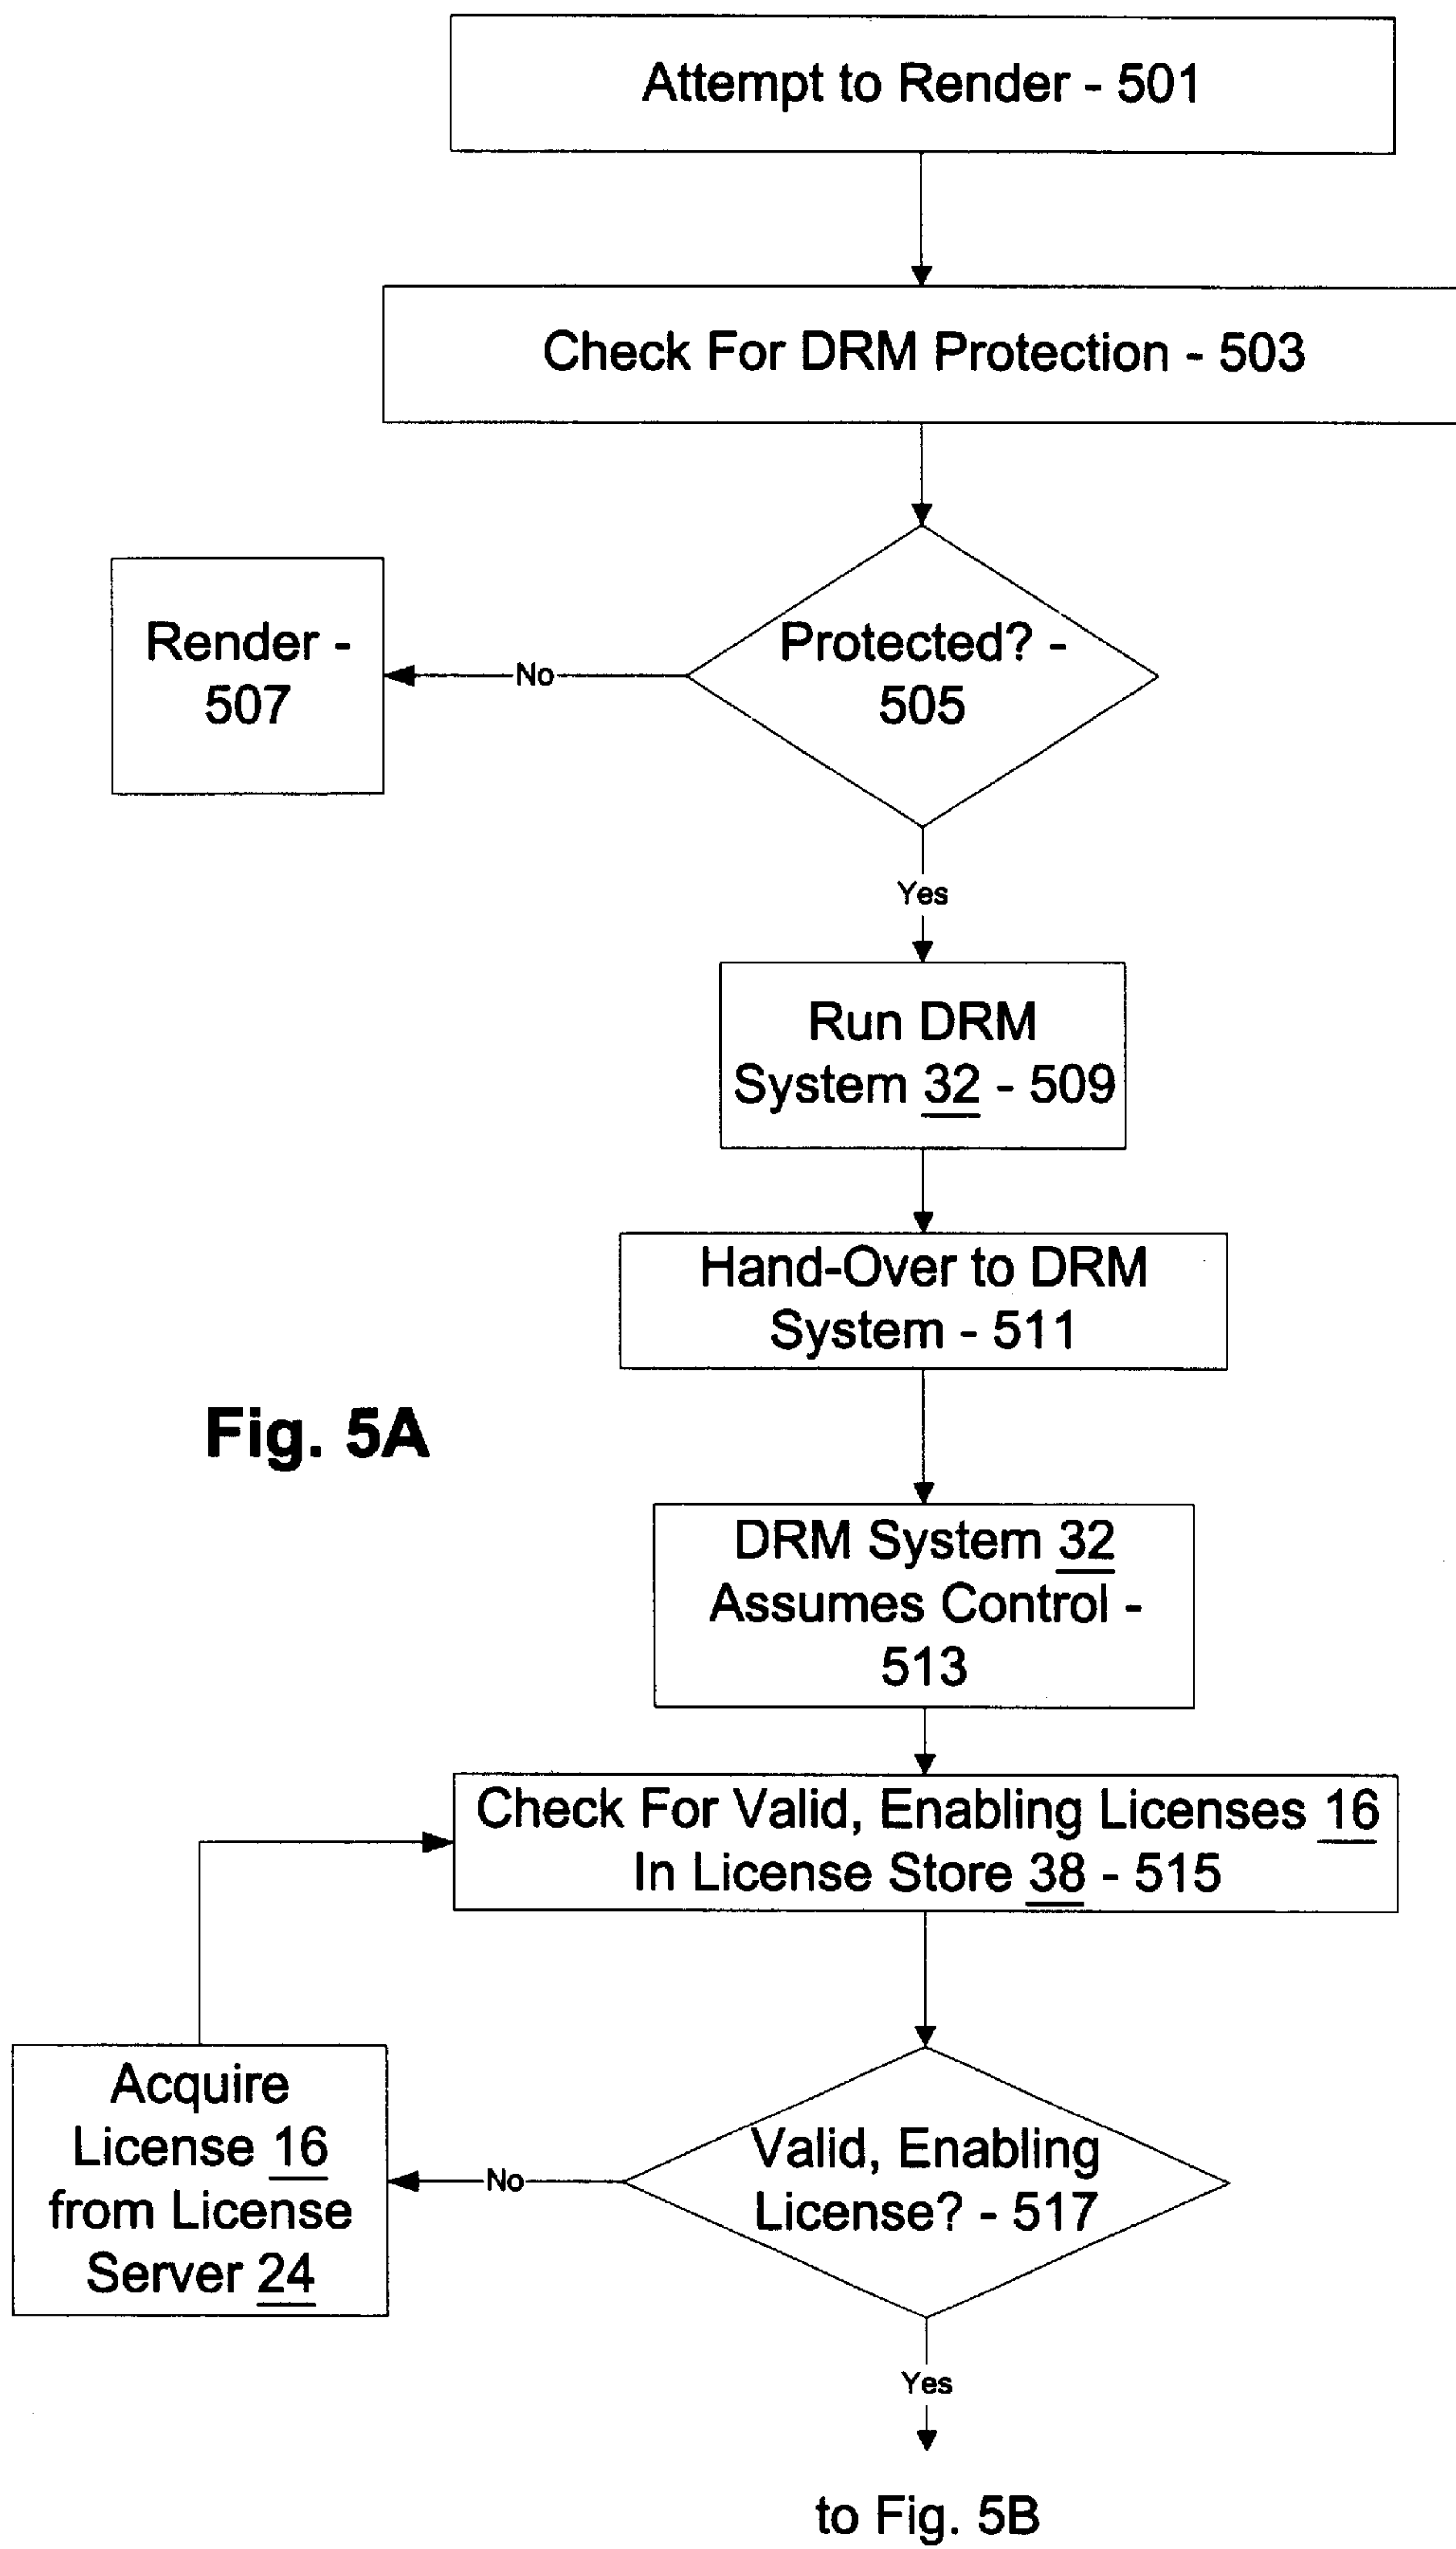 Attempt to Render - 501
Check For DRM Protection - 503
Protected? -
505
No
Render -
507
Yes
Run DRM
System 32 - 509
Hand-Over to DRM
System - 511
Fig. 5A
DRM System 32
Assumes Control -
513
Check For Valid, Enabling Licenses 16
In License Store 38 - 515
Valid, Enabling
License? - 517
No
Acquire
License 16
from License
Server 24
Yes
to Fig. 5B